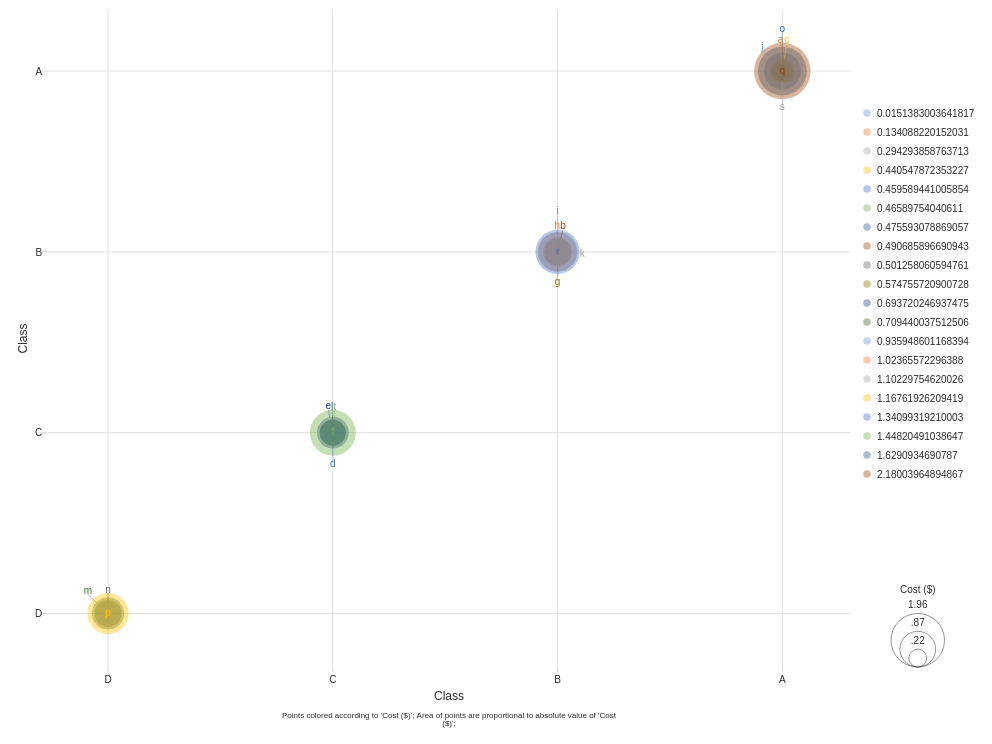 o
a c
j
A
q
s
i
h b
B
r
k
g
Class
e l t
C
f
d
m n
D
p
D C B A
Class
Points colored according to 'Cost ($)'; Area of points are proportional to absolute value of 'Cost
($)';
0.0151383003641817
0.134088220152031
0.294293858763713
0.440547872353227
0.459589441005854
0.46589754040611
0.475593078869057
0.490685896690943
0.501258060594761
0.574755720900728
0.693720246937475
0.709440037512506
0.935948601168394
1.02365572296388
1.10229754620026
1.16761926209419
1.34099319210003
1.44820491038647
1.6290934690787
2.18003964894867
Cost ($)
1.96
.87
.22